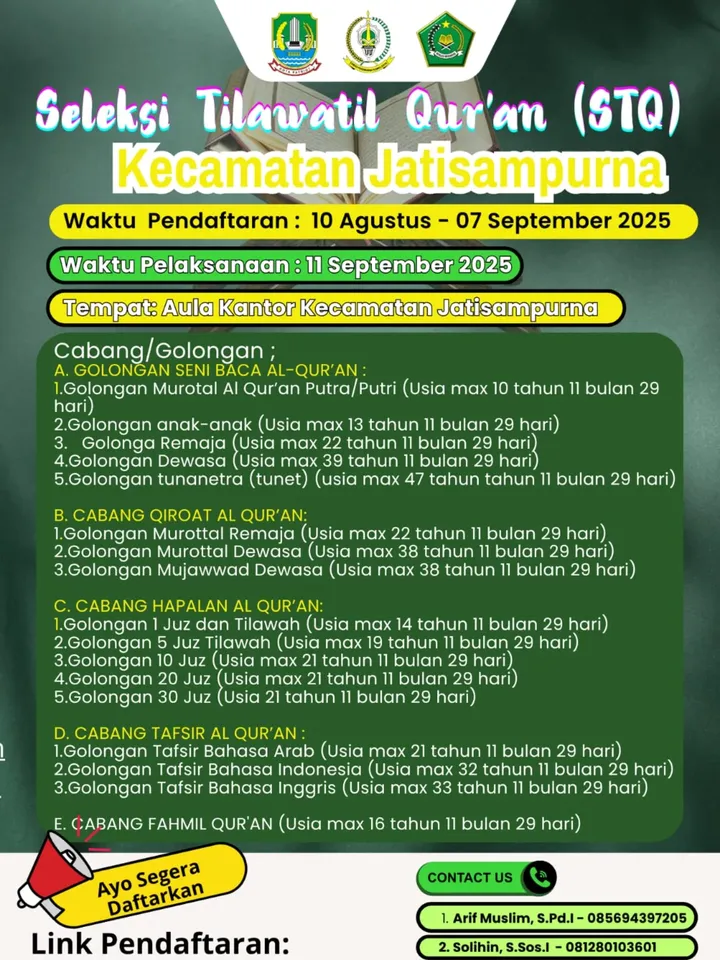 Seleksi Tilawatil Qur'an (STQ)
Kecamatan Jatisampurna
Waktu Pendaftaran : 10 Agustus - 07 September 2025
Waktu Pelaksanaan : 11 September 2025
Tempat: Aula Kantor Kecamatan Jatisampurna
Cabang/Golongan ;
A. GOLONGAN SENI BACA AL-QUR'AN :
1.Golongan Murotal Al Qur'an Putra/Putri (Usia max 10 tahun 11 bulan 29
hari)
2.Golongan anak-anak (Usia max 13 tahun 11 bulan 29 hari)
3. Golonga Remaja (Usia max 22 tahun 11 bulan 29 hari)
4.Golongan Dewasa (Usia max 39 tahun 11 bulan 29 hari)
5.Golongan tunanetra (tunet) (usia max 47 tahun tahun 11 bulan 29 hari)
B. CABANG QIROAT AL QUR'AN:
1.Golongan Murottal Remaja (Usia max 22 tahun 11 bulan 29 hari)
2.Golongan Murottal Dewasa (Usia max 38 tahun 11 bulan 29 hari)
3.Golongan Mujawwad Dewasa (Usia max 38 tahun 11 bulan 29 hari)
C. CABANG HAPALAN AL QUR'AN:
1.Golongan 1 Juz dan Tilawah (Usia max 14 tahun 11 bulan 29 hari)
2.Golongan 5 Juz Tilawah (Usia max 19 tahun 11 bulan 29 hari)
3.Golongan 10 Juz (Usia max 21 tahun 11 bulan 29 hari)
4.Golongan 20 Juz (Usia max 21 tahun 11 bulan 29 hari)
5.Golongan 30 Juz (Usia 21 tahun 11 bulan 29 hari)
D. CABANG TAFSIR AL QUR'AN :
1.Golongan Tafsir Bahasa Arab (Usia max 21 tahun 11 bulan 29 hari)
2.Golongan Tafsir Bahasa Indonesia (Usia max 32 tahun 11 bulan 29 hari)
3.Golongan Tafsir Bahasa Inggris (Usia max 33 tahun 11 bulan 29 hari)
E. CABANG FAHMIL QUR'AN (Usia max 16 tahun 11 bulan 29 hari)
Ayo Segera
Daftarkan
Link Pendaftaran:
CONTACT US
1. Arif Muslim, S.Pd.I - 085694397205
2. Solihin, S.Sos.I - 081280103601